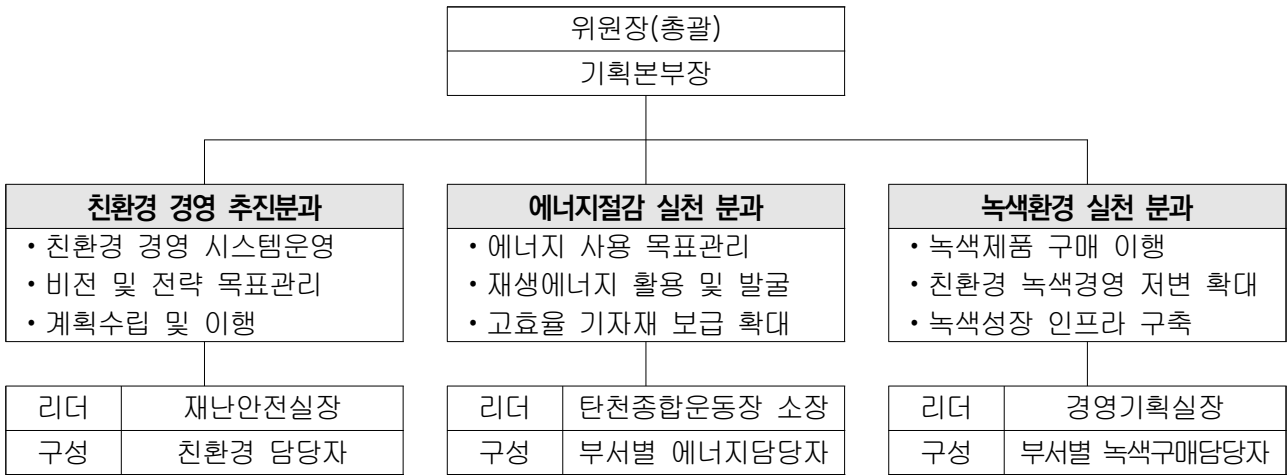 위원장(총괄)
기획본부장
친환경 경영 추진분과
・친환경 경영 시스템운영
・비전 및 전략 목표관리
・계획수립 및 이행
리더 재난안전실장
구성 친환경 담당자
에너지절감 실천 분과
・에너지 사용 목표관리
・재생에너지 활용 및 발굴
・고효율 기자재 보급 확대
리더 탄천종합운동장 소장
구성 부서별 에너지담당자
녹색환경 실천 분과
・녹색제품 구매 이행
・친환경 녹색경영 저변 확대
・녹색성장 인프라 구축
리더 경영기획실장
구성 부서별 녹색구매담당자